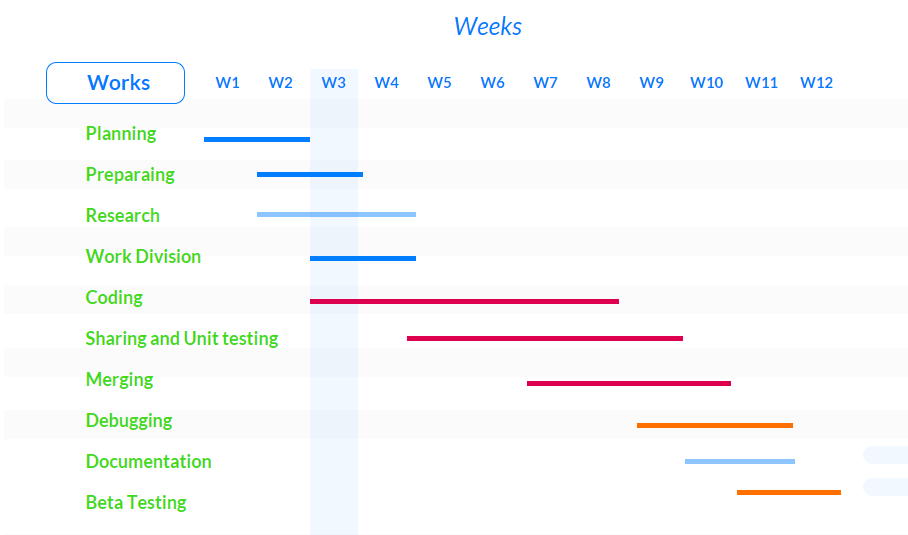 Weeks
Works W1 W2 W3 W4 W5 W6 W7 W8 W9 W10 W11 W12
Planning
Preparaing
Research
Work Division
Coding
Sharing and Unit testing
Merging
Debugging
Documentation
Beta Testing